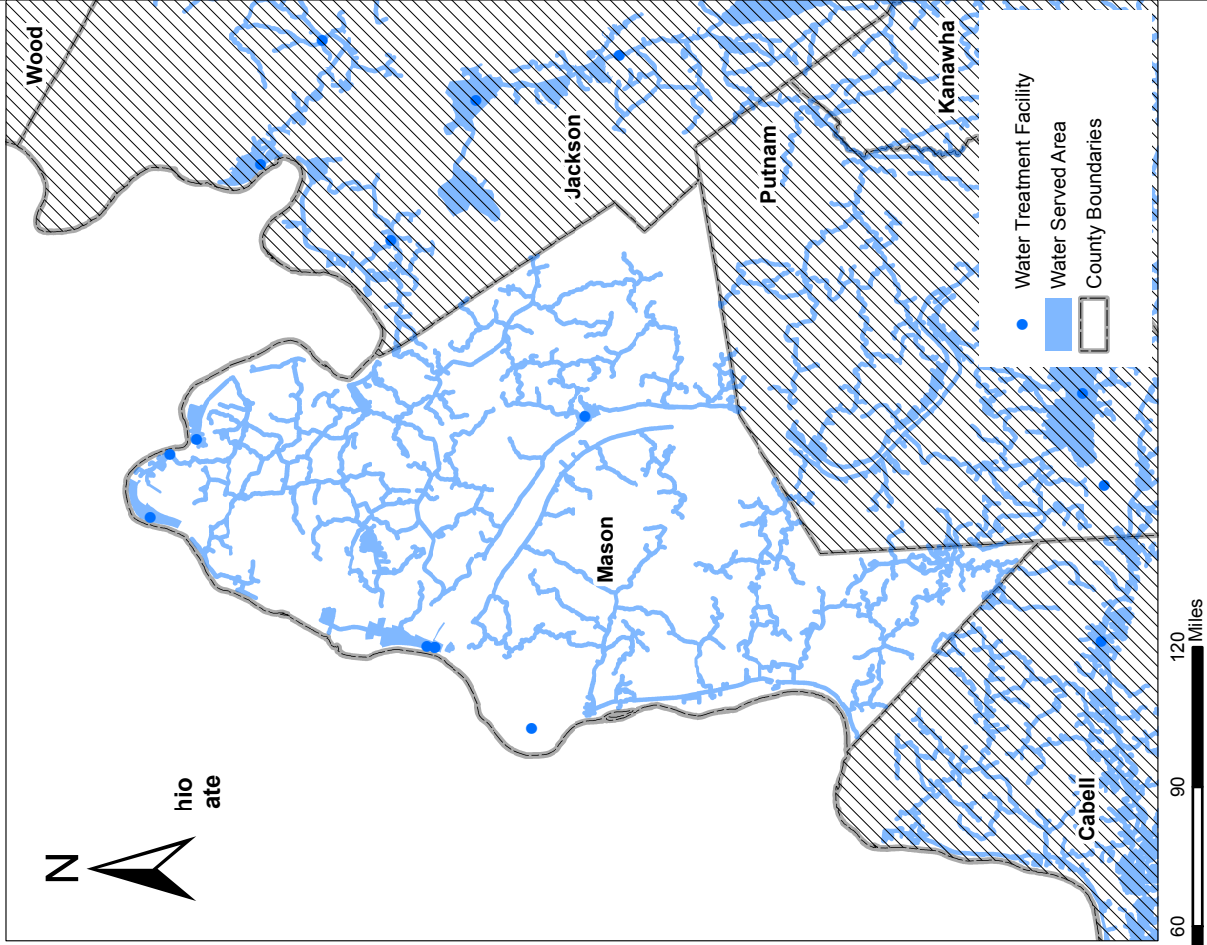 N
hio
ate
Wood
Jackson
Mason
Putnam
Kanawha
Cabell
Water Treatment Facility
Water Served Area
County Boundaries
60 90 120
Miles